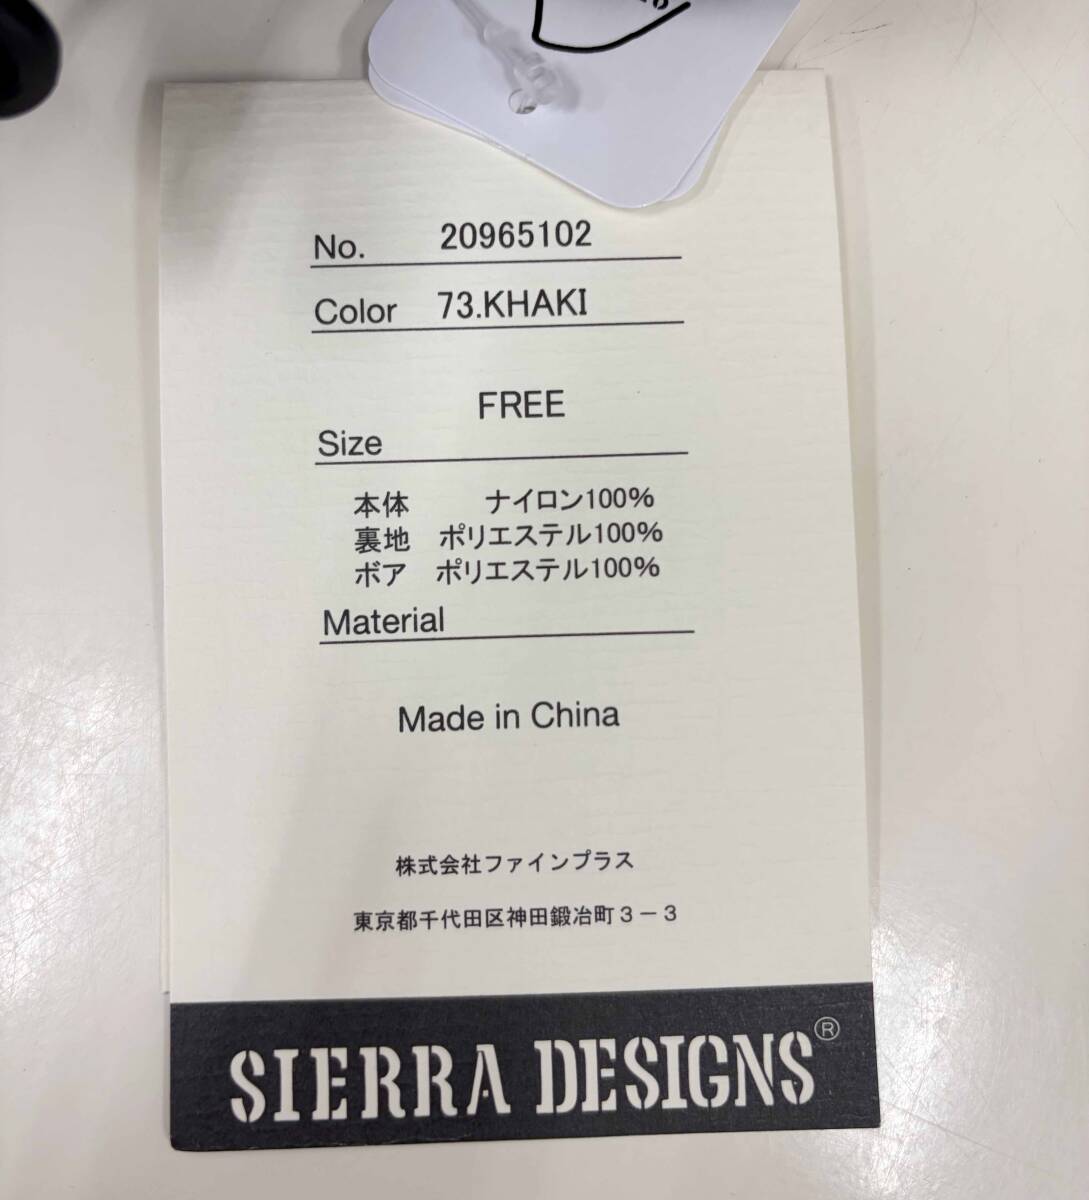 No. 20965102
Color 73.KHAKI
FREE
Size
本体 ナイロン100%
裏地 ポリエステル100%
ボア ポリエステル100%
Material
Made in China
株式会社ファインプラス
東京都千代田区神田鍛冶町3-3
SIERRA DESIGNS®